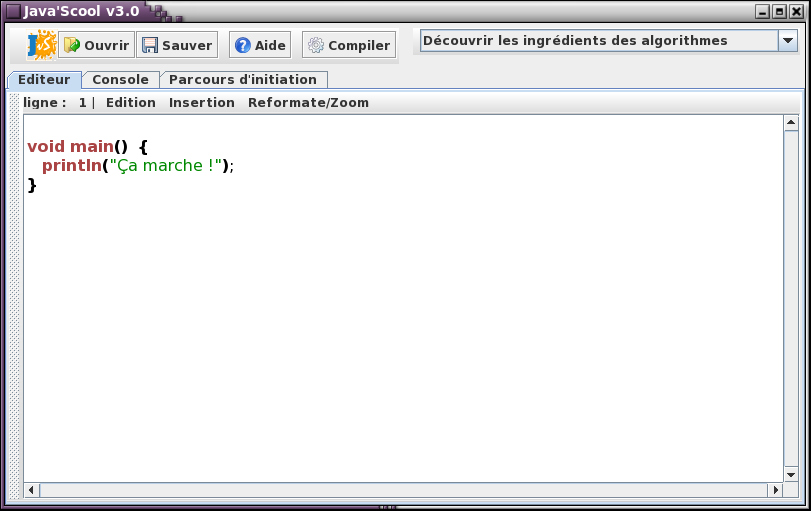 Java'Scool v3.0
JVS Ouvrir Sauver Aide Compiler Découvrir les ingrédients des algorithmes
Editeur Console Parcours d'initiation
ligne : 1 | Edition Insertion Reformate/Zoom
void main() {
println("Ça marche !");
}